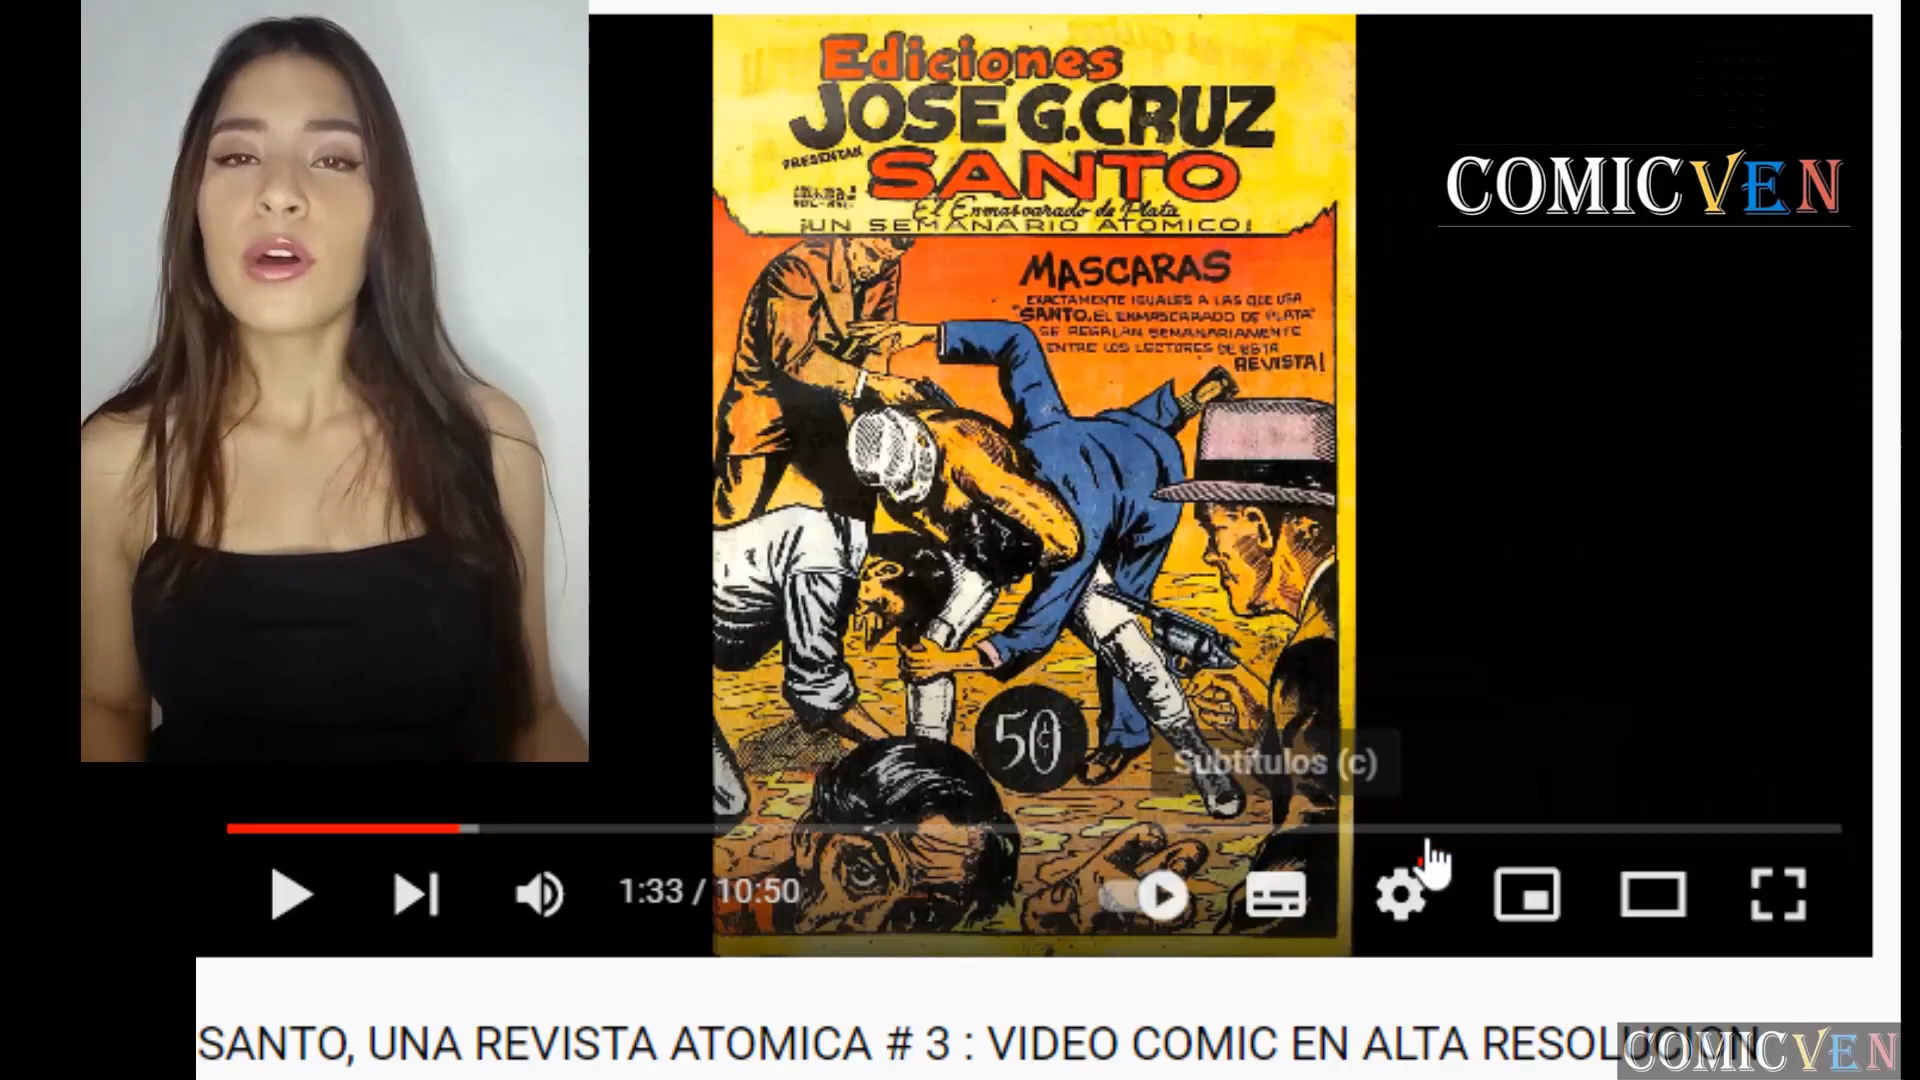 Ediciones
JOSE G. CRUZ
PRESENTAN
SANTO
El Enmascarado de Plata
¡UN SEMANARIO ATOMICO!
COMICVEN
MASCARAS
EXACTAMENTE IGUALES A LAS QUE USA
"SANTO, EL ENMASCARADO DE PLATA"
SE REGALAN SEMANARIAMENTE
ENTRE LOS LECTORES DE ESTA
REVISTA!
50¢
Subtítulos (c)
1:33 / 10:50
SANTO, UNA REVISTA ATOMICA # 3 : VIDEO COMIC EN ALTA RESOLUCION
COMICVEN